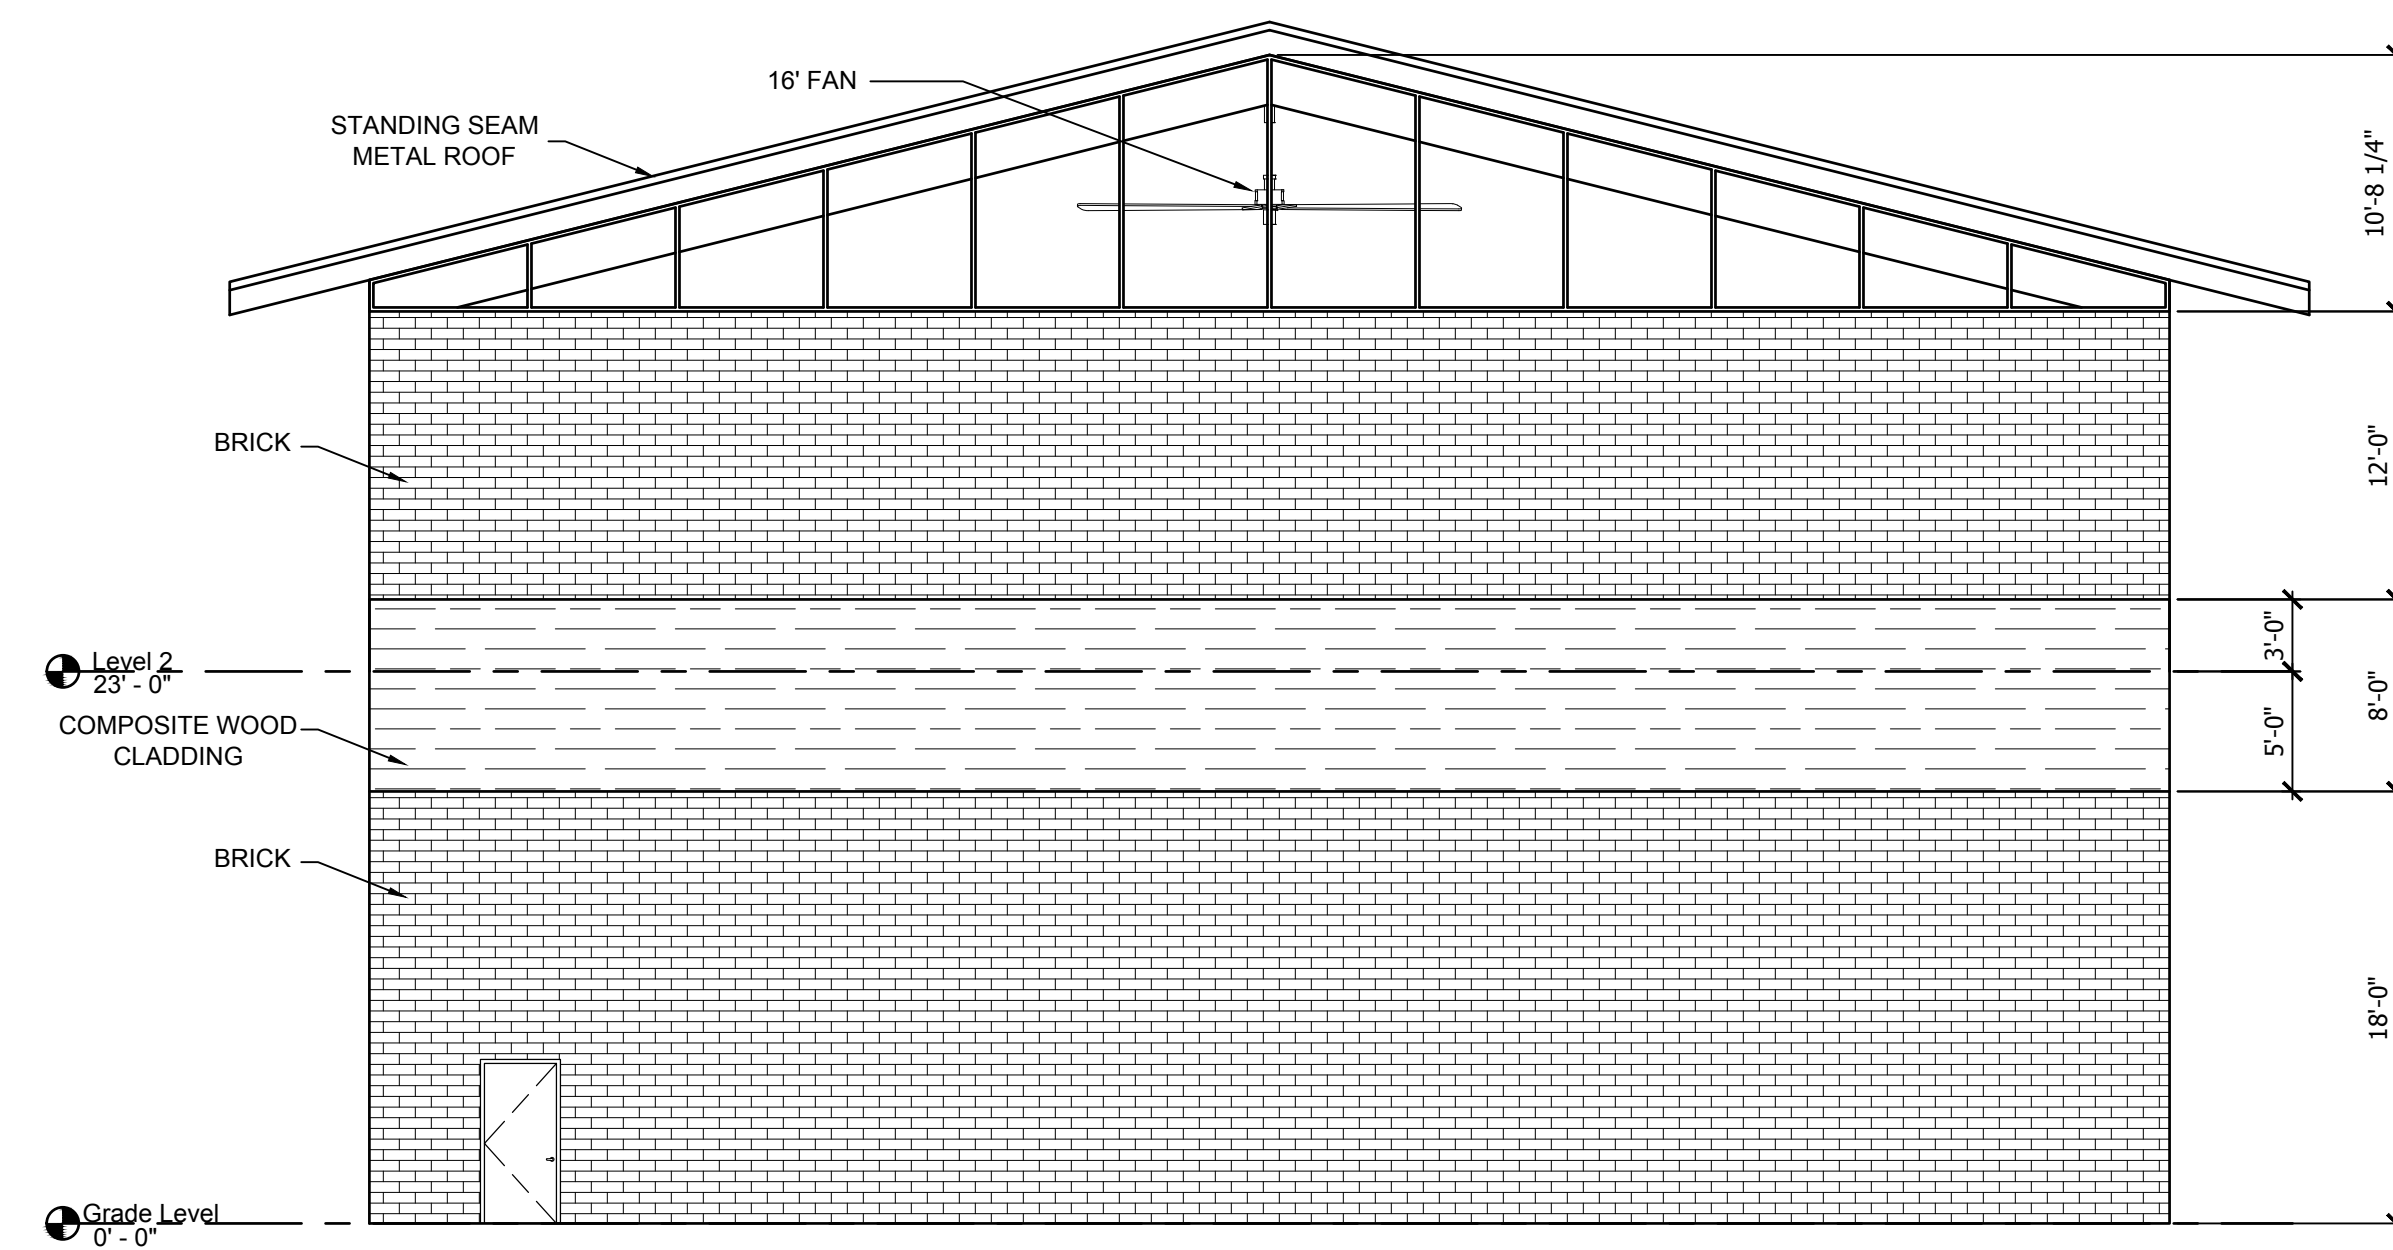 16' FAN
STANDING SEAM
METAL ROOF
10'-8 1/4"
BRICK
12'-0"
3'-0"
Level 2
23' - 0"
8'-0"
COMPOSITE WOOD
CLADDING
5'-0"
BRICK
18'-0"
Grade Level
0' - 0"